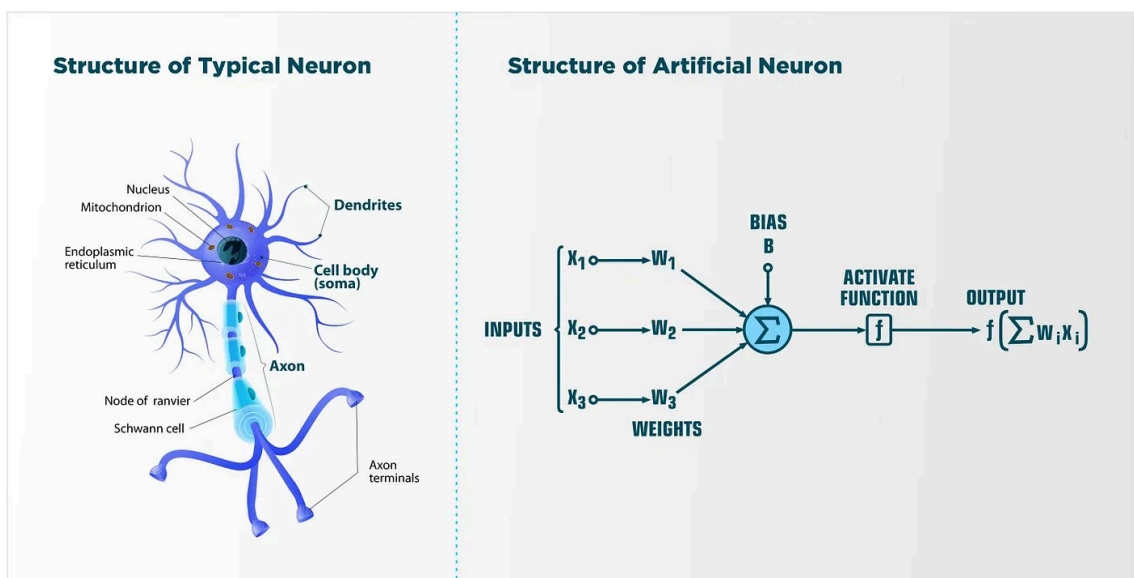 Structure of Typical Neuron
Nucleus
Mitochondrion
Endoplasmic
reticulum
Dendrites
Cell body
(soma)
Axon
Node of ranvier
Schwann cell
Axon
terminals
Structure of Artificial Neuron
INPUTS
X₁
X₂
X₃
W₁
W₂
W₃
WEIGHTS
BIAS
B
Σ
ACTIVATE
FUNCTION
f
OUTPUT
f(ΣWᵢXᵢ)